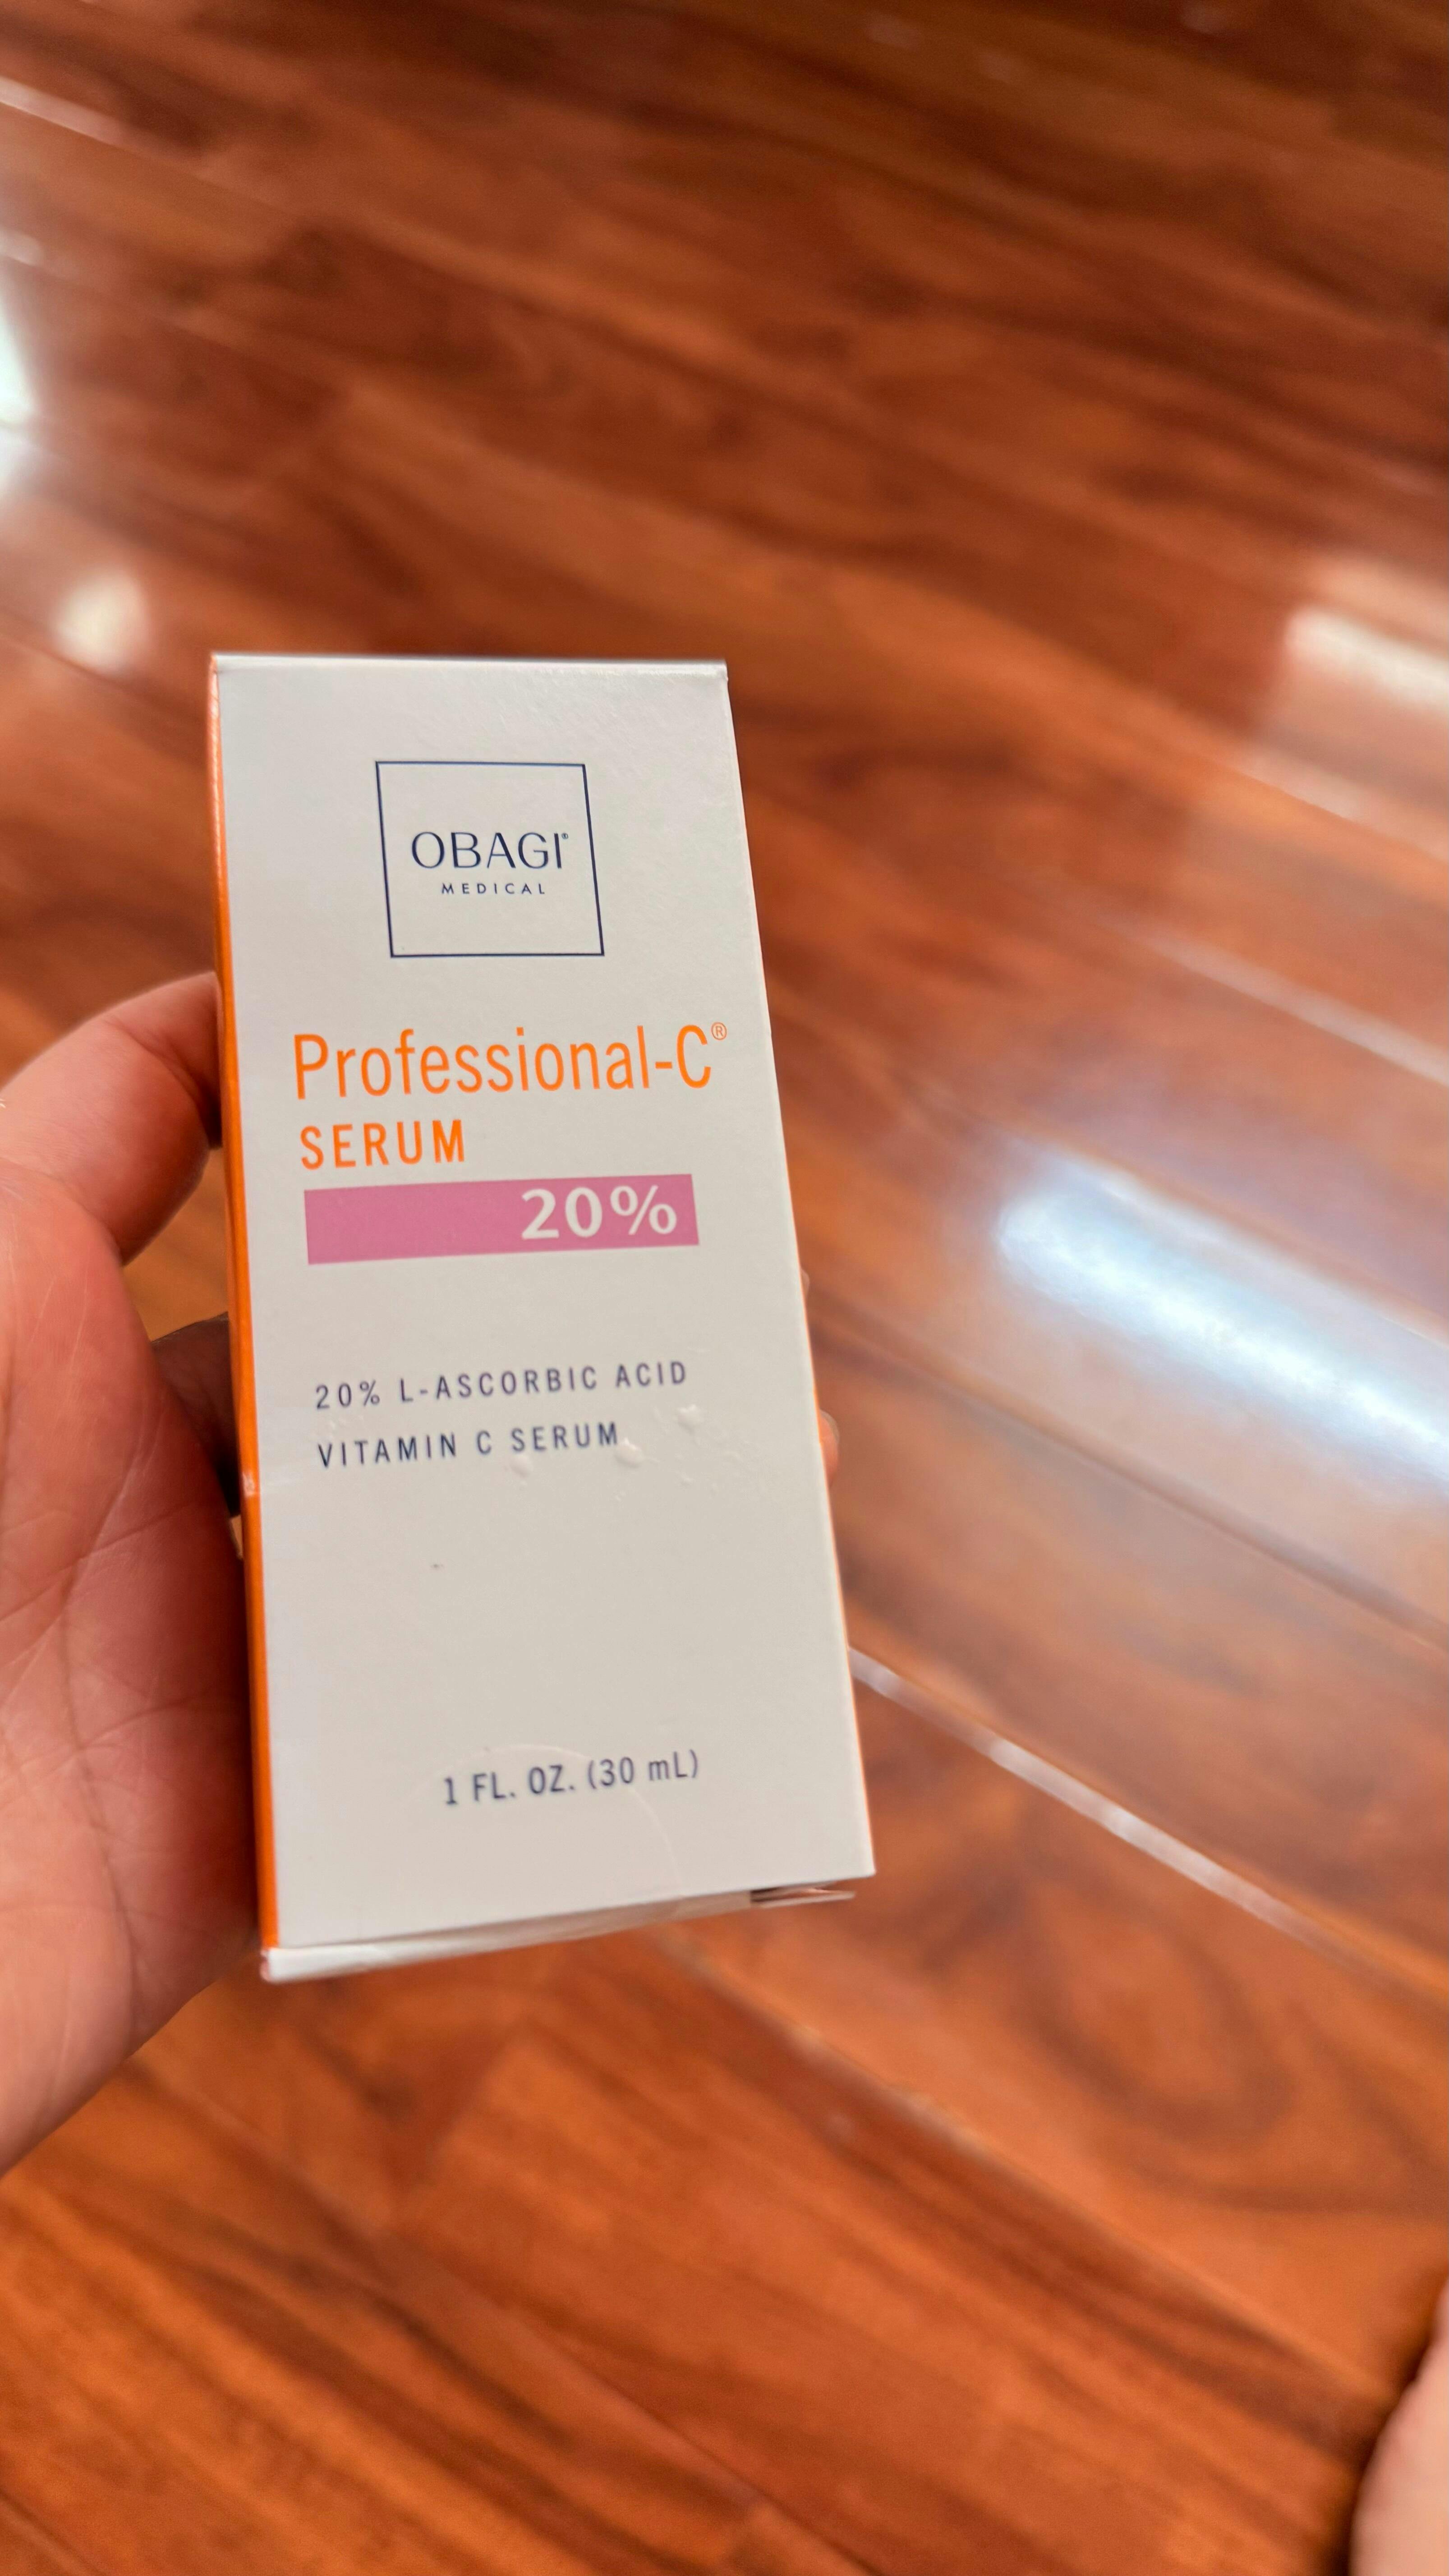 OBAGI®
MEDICAL
Professional-C®
SERUM
20%
20% L-ASCORBIC ACID
VITAMIN C SERUM
1 FL. OZ. (30 mL)